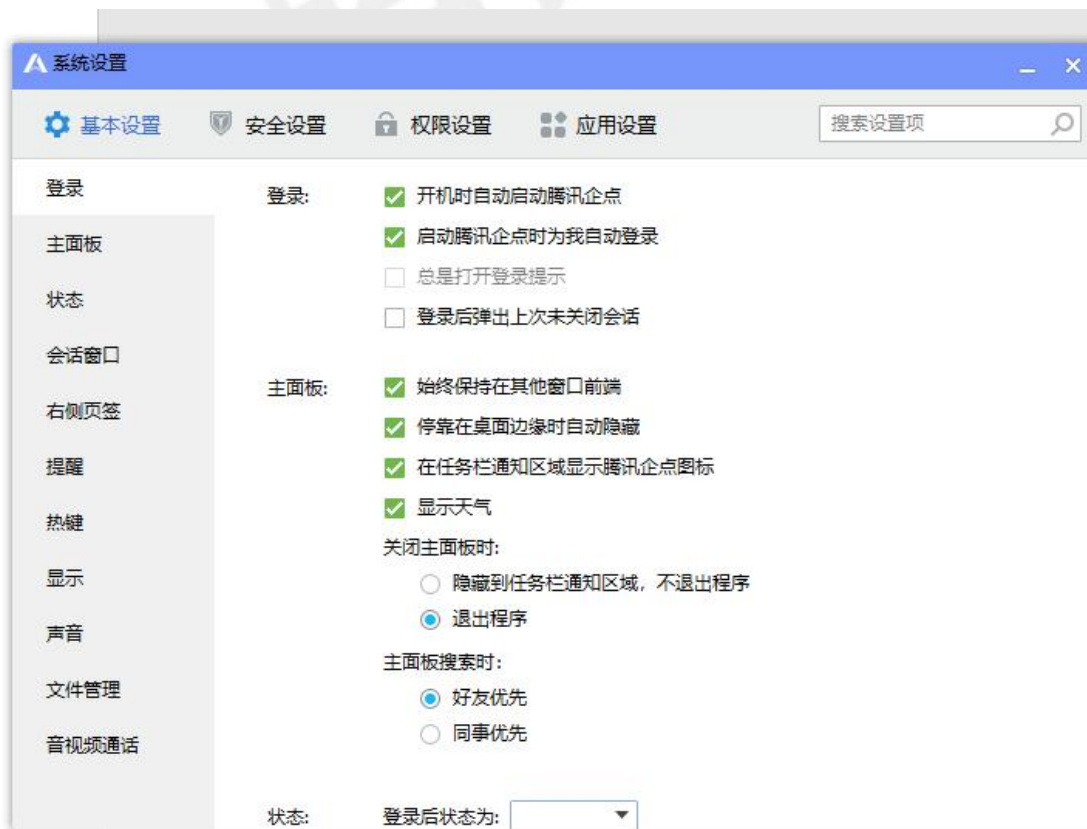 系统设置
基本设置 安全设置 权限设置 应用设置 搜索设置项
登录
主面板
状态
会话窗口
右侧页签
提醒
热键
显示
声音
文件管理
音视频通话
登录:
开机时自动启动腾讯企点
启动腾讯企点时为我自动登录
总是打开登录提示
登录后弹出上次未关闭会话
主面板:
始终保持在其他窗口前端
停靠在桌面边缘时自动隐藏
在任务栏通知区域显示腾讯企点图标
显示天气
关闭主面板时:
隐藏到任务栏通知区域，不退出程序
退出程序
主面板搜索时:
好友优先
同事优先
状态: 登录后状态为: